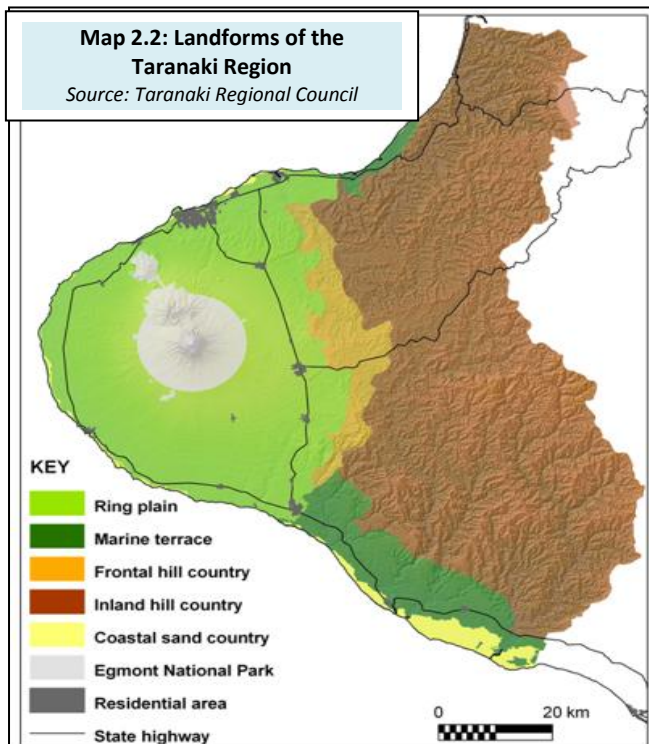 Map 2.2: Landforms of the
Taranaki Region
Source: Taranaki Regional Council
KEY
Ring plain
Marine terrace
Frontal hill country
Inland hill country
Coastal sand country
Egmont National Park
Residential area
State highway
0 20 km